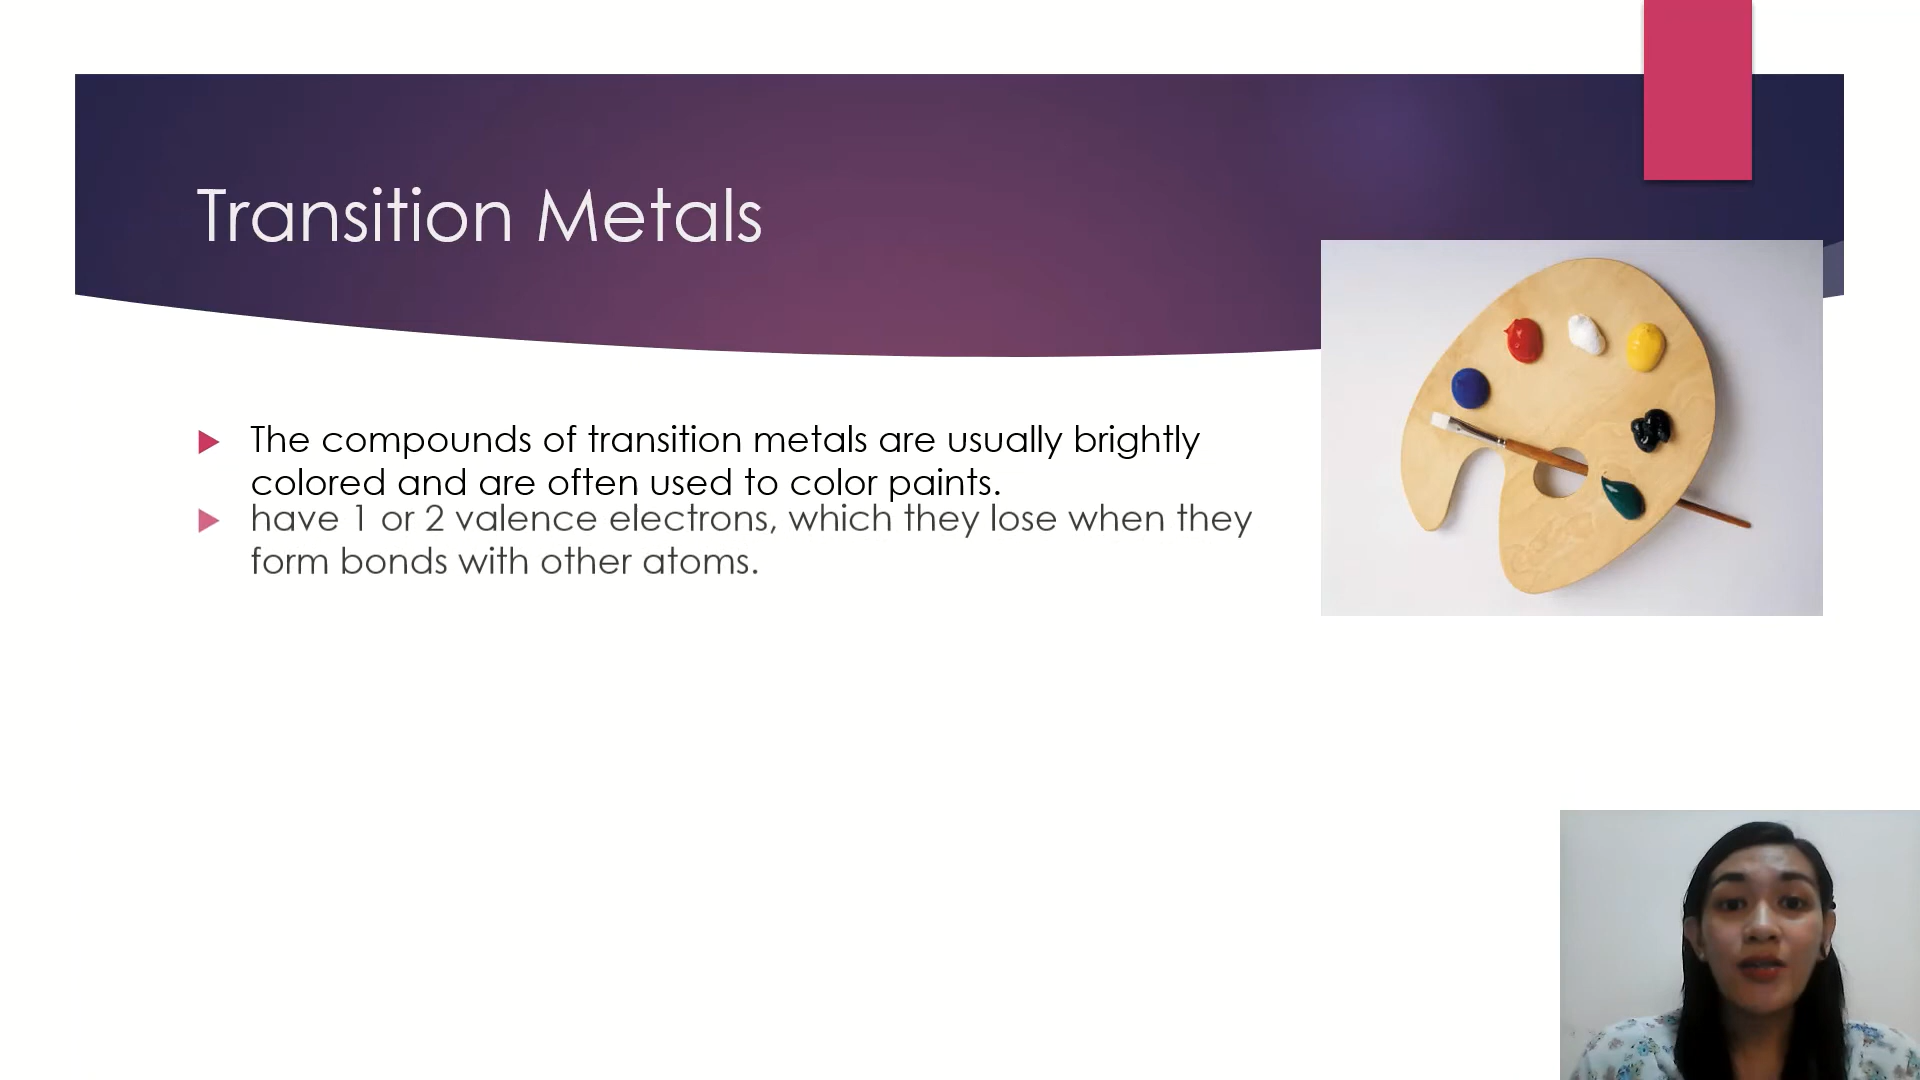 Transition Metals
The compounds of transition metals are usually brightly
colored and are often used to color paints.
have 1 or 2 valence electrons, which they lose when they
form bonds with other atoms.